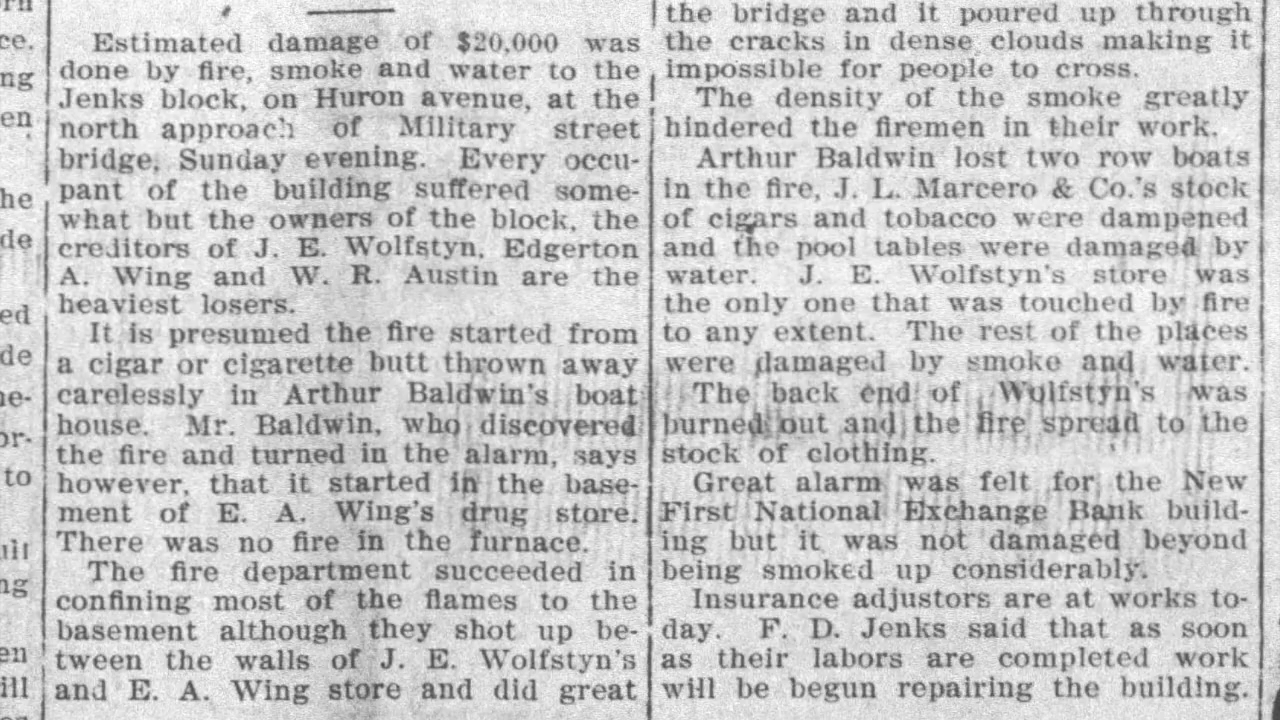 Estimated damage of $20,000 was
done by fire, smoke and water to the
Jenks block, on Huron avenue, at the
north approach of Military street
bridge, Sunday evening. Every occu-
pant of the building suffered some-
what but the owners of the block, the
creditors of J. E. Wolfstyn, Edgerton
A. Wing and W. R. Austin are the
heaviest losers.
It is presumed the fire started from
a cigar or cigarette butt thrown away
carelessly in Arthur Baldwin's boat
house. Mr. Baldwin, who discovered
the fire and turned in the alarm, says
however, that it started in the base-
ment of E. A. Wing's drug store.
There was no fire in the furnace.
The fire department succeeded in
confining most of the flames to the
basement although they shot up be-
tween the walls of J. E. Wolfstyn's
and E. A. Wing store and did great
the bridge and it poured up through
the cracks in dense clouds making it
impossible for people to cross.
The density of the smoke greatly
hindered the firemen in their work.
Arthur Baldwin lost two row boats
in the fire, J. L. Marcero & Co.'s stock
of cigars and tobacco were dampened
and the pool tables were damaged by
water. J. E. Wolfstyn's store was
the only one that was touched by fire
to any extent. The rest of the places
were damaged by smoke and water.
The back end of Wolfstyn's was
burned out and the fire spread to the
stock of clothing.
Great alarm was felt for the New
First National Exchange Bank build-
ing but it was not damaged beyond
being smoked up considerably.
Insurance adjustors are at works to-
day. F. D. Jenks said that as soon
as their labors are completed work
will be begun repairing the building.